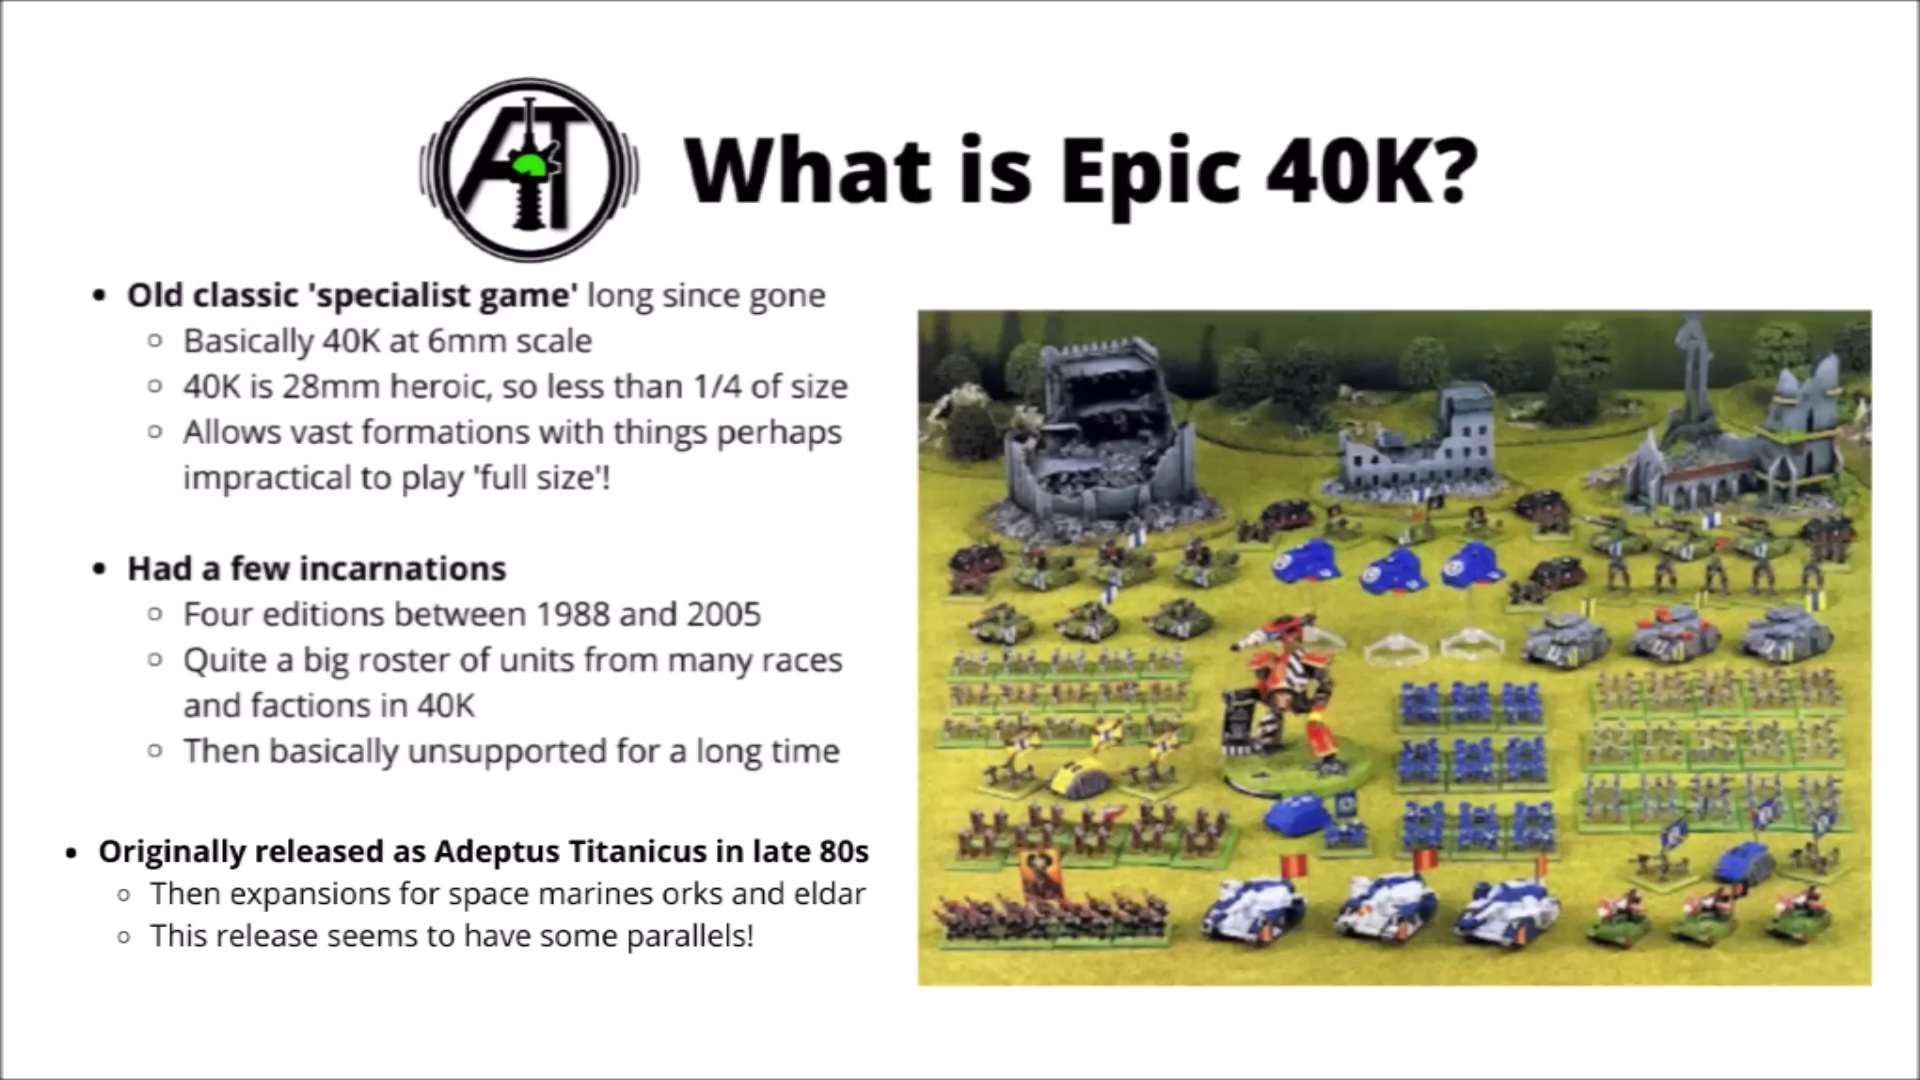 AT
What is Epic 40K?
• Old classic 'specialist game' long since gone
○ Basically 40K at 6mm scale
○ 40K is 28mm heroic, so less than 1/4 of size
○ Allows vast formations with things perhaps
impractical to play 'full size'!
• Had a few incarnations
○ Four editions between 1988 and 2005
○ Quite a big roster of units from many races
and factions in 40K
○ Then basically unsupported for a long time
• Originally released as Adeptus Titanicus in late 80s
○ Then expansions for space marines orks and eldar
○ This release seems to have some parallels!